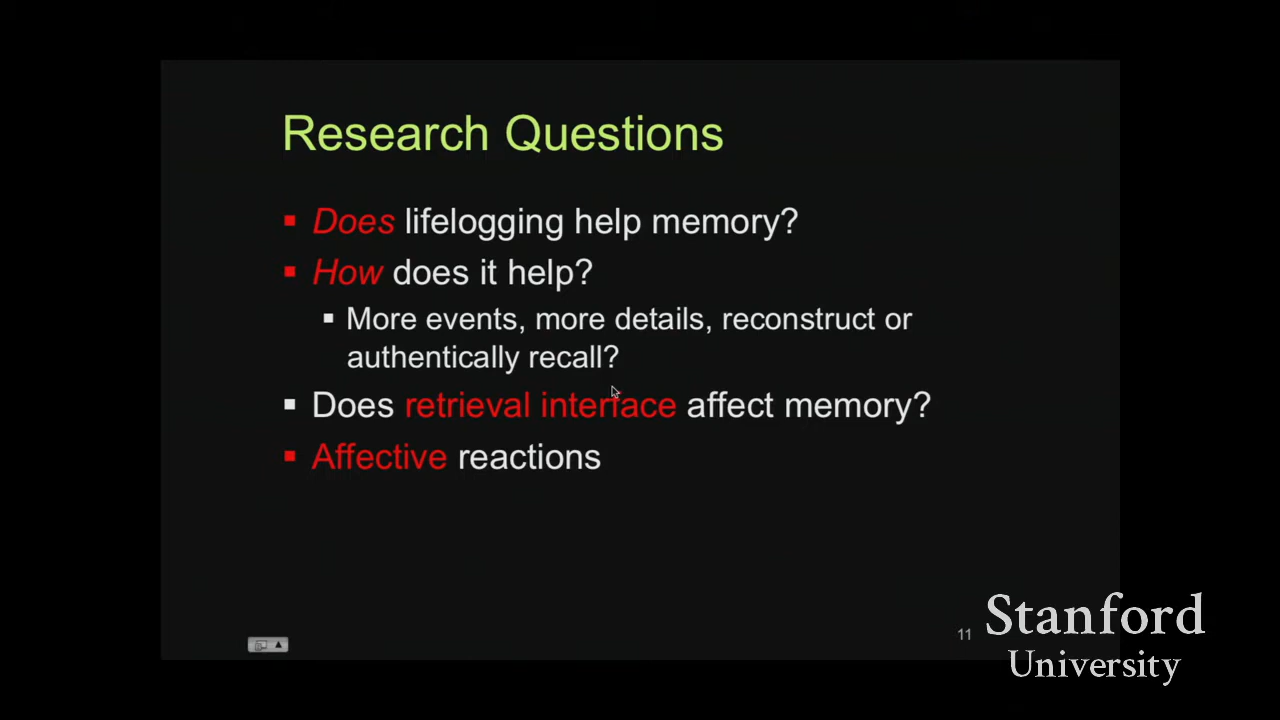 Research Questions
Does lifelogging help memory?
How does it help?
More events, more details, reconstruct or
authentically recall?
Does retrieval interface affect memory?
Affective reactions
11
Stanford
University